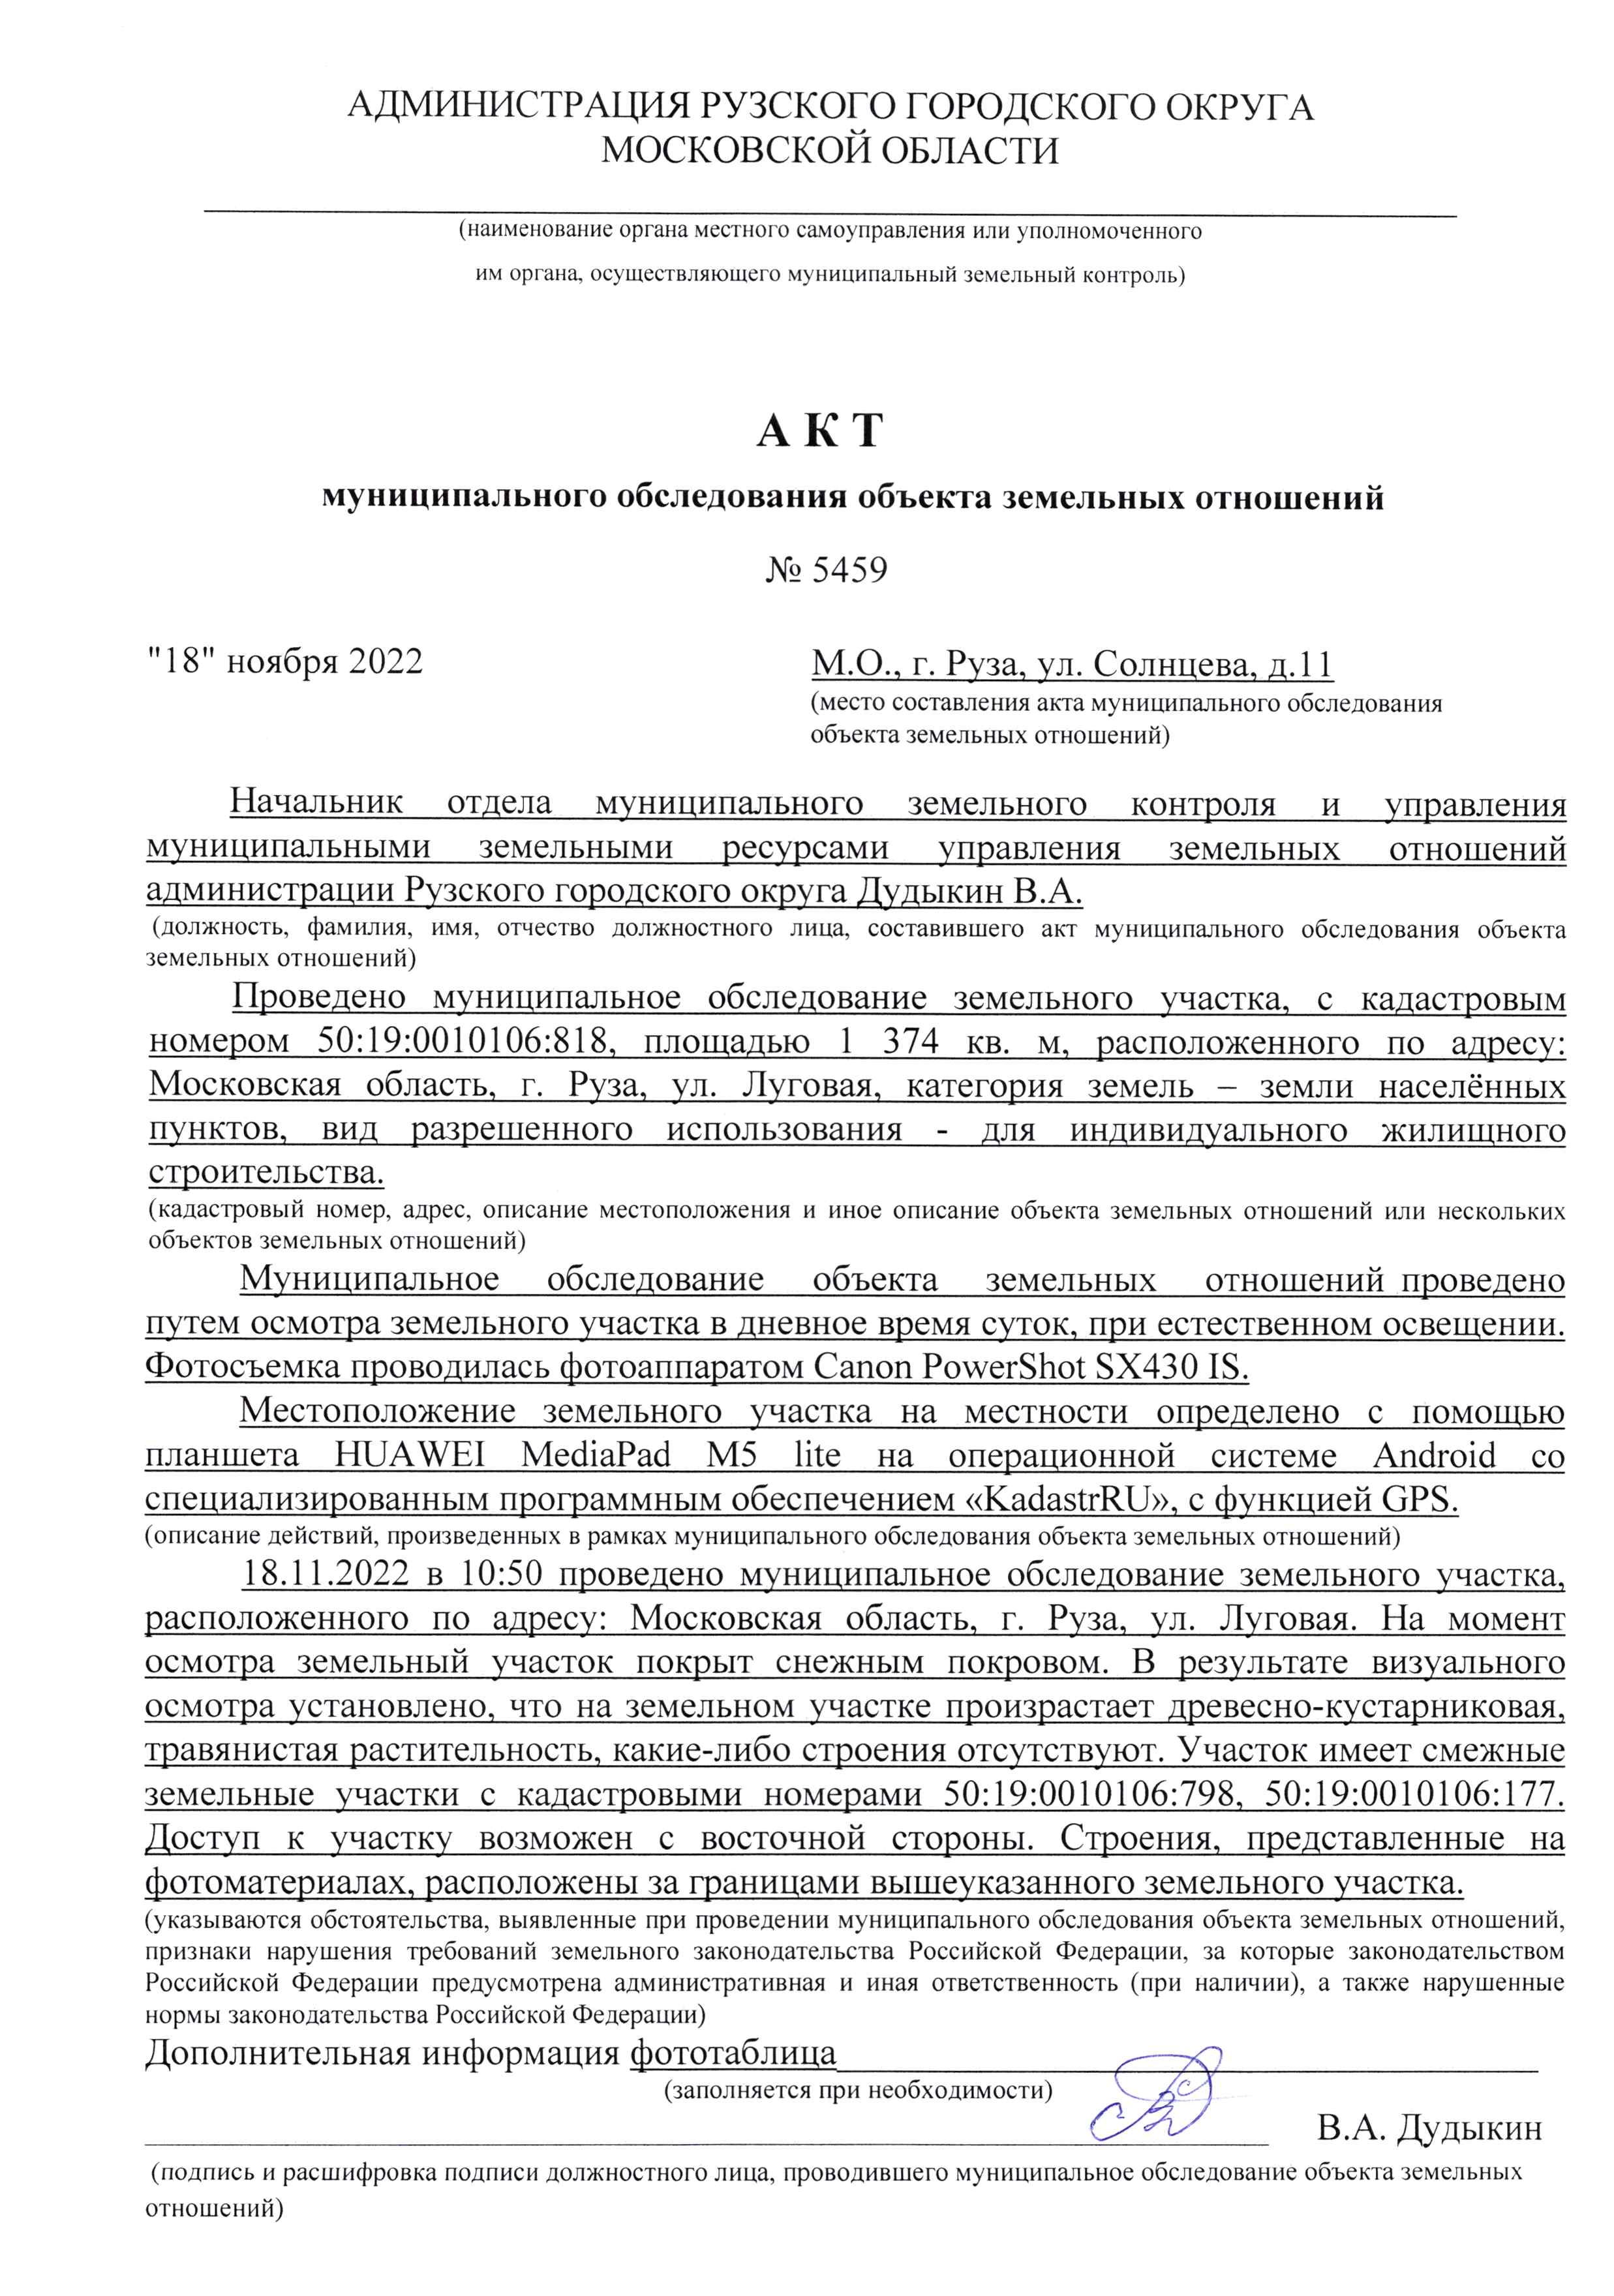 АДМИНИСТРАЦИЯ РУЗСКОГО ГОРОДСКОГО ОКРУГА
МОСКОВСКОЙ ОБЛАСТИ
(наименование органа местного самоуправления или уполномоченного
им органа, осуществляющего муниципальный земельный контроль)
А К Т
муниципального обследования объекта земельных отношений
№ 5459
"18" ноября 2022
М.О., г. Руза, ул. Солнцева, д.11
(место составления акта муниципального обследования
объекта земельных отношений)
Начальник отдела муниципального земельного контроля и управления
муниципальными земельными ресурсами управления земельных отношений
администрации Рузского городского округа Дудыкин В.А.
(должность, фамилия, имя, отчество должностного лица, составившего акт муниципального обследования объекта
земельных отношений)
Проведено муниципальное обследование земельного участка, с кадастровым
номером 50:19:0010106:818, площадью 1 374 кв. м, расположенного по адресу:
Московская область, г. Руза, ул. Луговая, категория земель – земли населённых
пунктов, вид разрешенного использования - для индивидуального жилищного
строительства.
(кадастровый номер, адрес, описание местоположения и иное описание объекта земельных отношений или нескольких
объектов земельных отношений)
Муниципальное обследование объекта земельных отношений проведено
путем осмотра земельного участка в дневное время суток, при естественном освещении.
Фотосъемка проводилась фотоаппаратом Canon PowerShot SX430 IS.
Местоположение земельного участка на местности определено с помощью
планшета HUAWEI MediaPad M5 lite на операционной системе Android со
специализированным программным обеспечением «KadastrRU», с функцией GPS.
(описание действий, произведенных в рамках муниципального обследования объекта земельных отношений)
18.11.2022 в 10:50 проведено муниципальное обследование земельного участка,
расположенного по адресу: Московская область, г. Руза, ул. Луговая. На момент
осмотра земельный участок покрыт снежным покровом. В результате визуального
осмотра установлено, что на земельном участке произрастает древесно-кустарниковая,
травянистая растительность, какие-либо строения отсутствуют. Участок имеет смежные
земельные участки с кадастровыми номерами 50:19:0010106:798, 50:19:0010106:177.
Доступ к участку возможен с восточной стороны. Строения, представленные на
фотоматериалах, расположены за границами вышеуказанного земельного участка.
(указываются обстоятельства, выявленные при проведении муниципального обследования объекта земельных отношений,
признаки нарушения требований земельного законодательства Российской Федерации, за которые законодательством
Российской Федерации предусмотрена административная и иная ответственность (при наличии), а также нарушенные
нормы законодательства Российской Федерации)
Дополнительная информация фототаблица
(заполняется при необходимости)
В.А. Дудыкин
(подпись и расшифровка подписи должностного лица, проводившего муниципальное обследование объекта земельных
отношений)